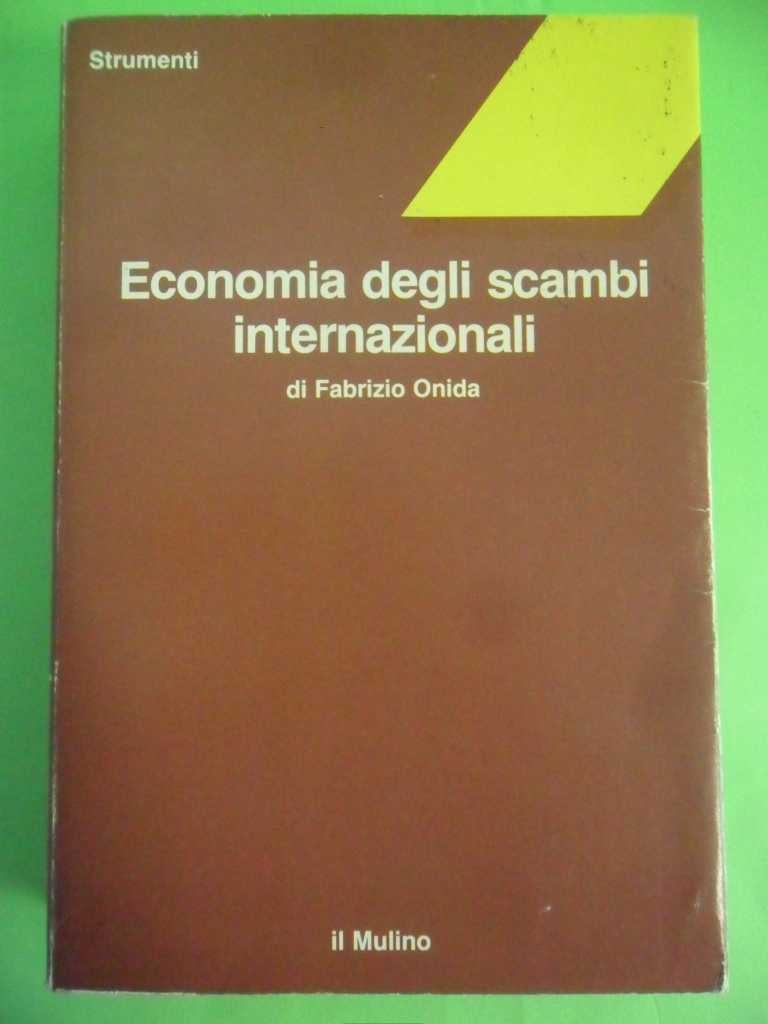 Strumenti
Economia degli scambi
internazionali
di Fabrizio Onida
il Mulino